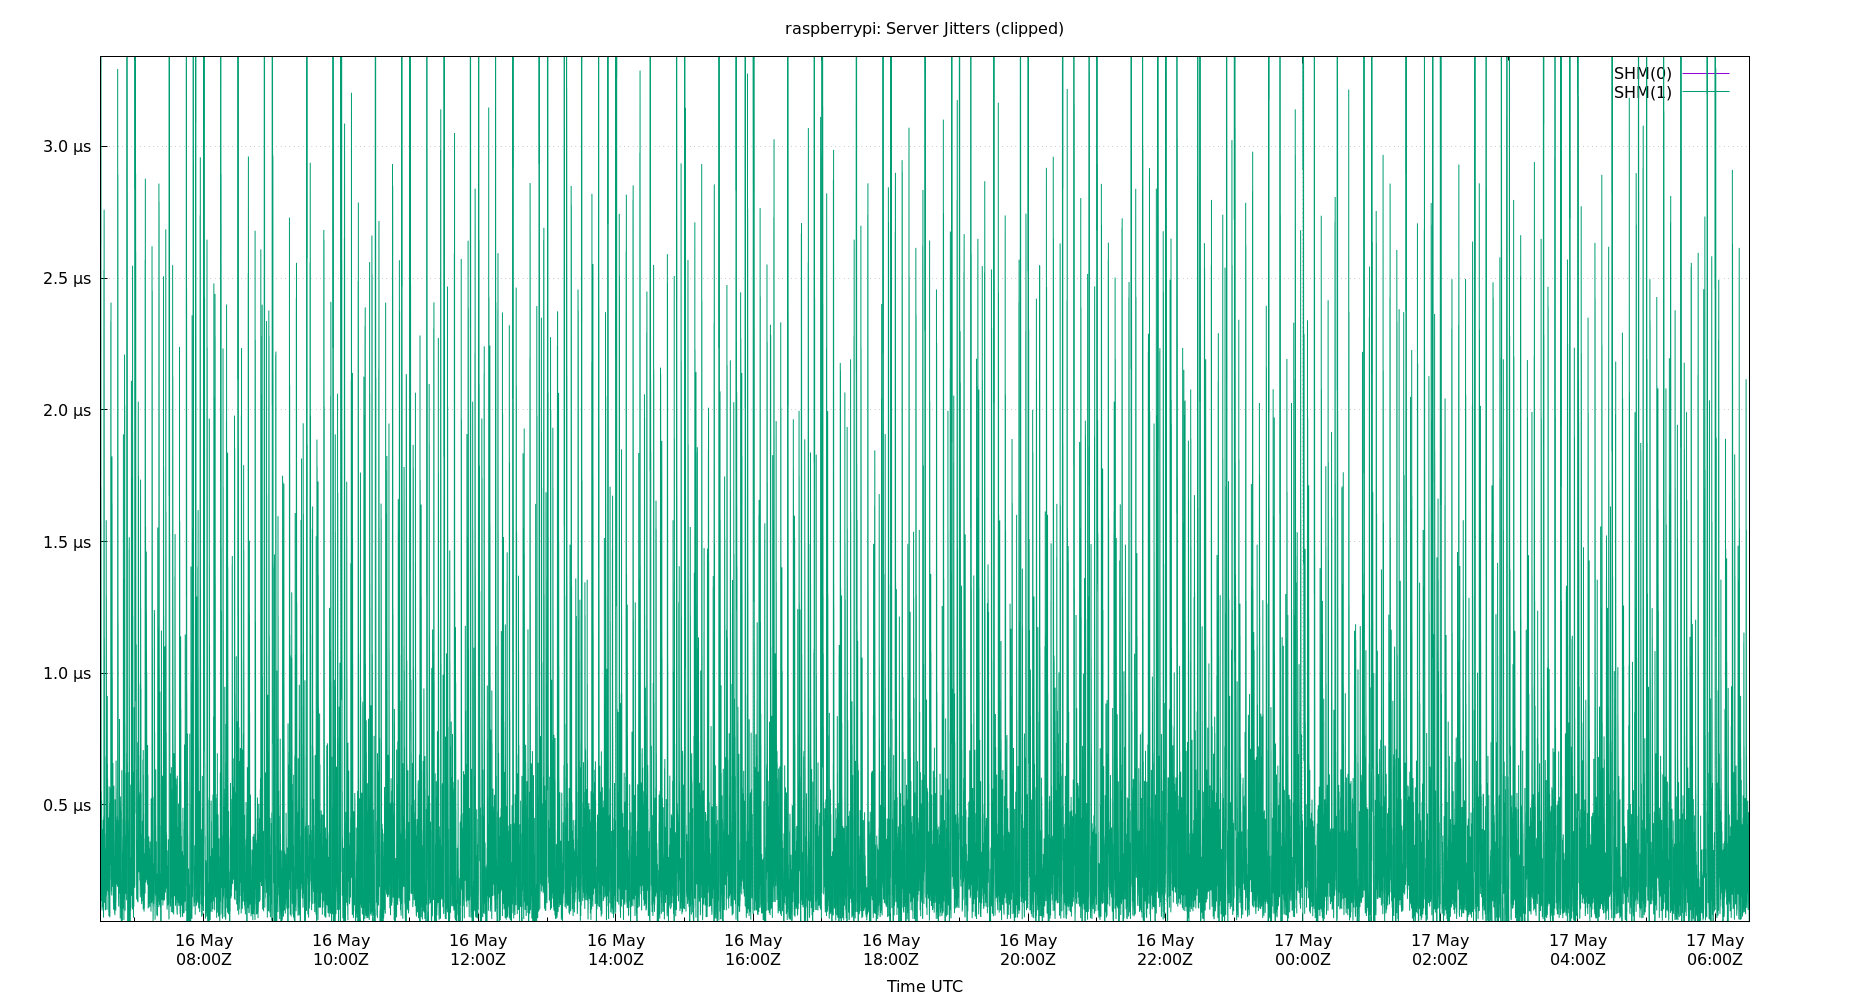 raspberrypi: Server Jitters (clipped)
SHM(0)
SHM(1)
3.0 µs
2.5 µs
2.0 µs
1.5 µs
1.0 µs
0.5 µs
16 May 16 May 16 May 16 May 16 May 16 May 16 May 16 May 17 May 17 May 17 May 17 May
08:00Z 10:00Z 12:00Z 14:00Z 16:00Z 18:00Z 20:00Z 22:00Z 00:00Z 02:00Z 04:00Z 06:00Z
Time UTC